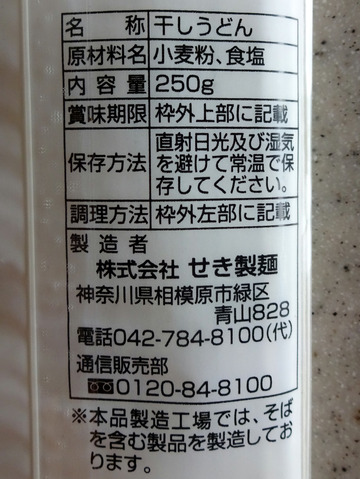 名称 干しうどん
原材料名 小麦粉、食塩
内容量 250g
賞味期限 枠外上部に記載
保存方法 直射日光及び湿気
を避けて常温で保
存してください。
調理方法 枠外左部に記載
製造者
株式会社 せき製麺
神奈川県相模原市緑区
青山828
電話042-784-8100(代)
通信販売部
0120-84-8100
※本品製造工場では、そば
を含む製品を製造してお
ります。